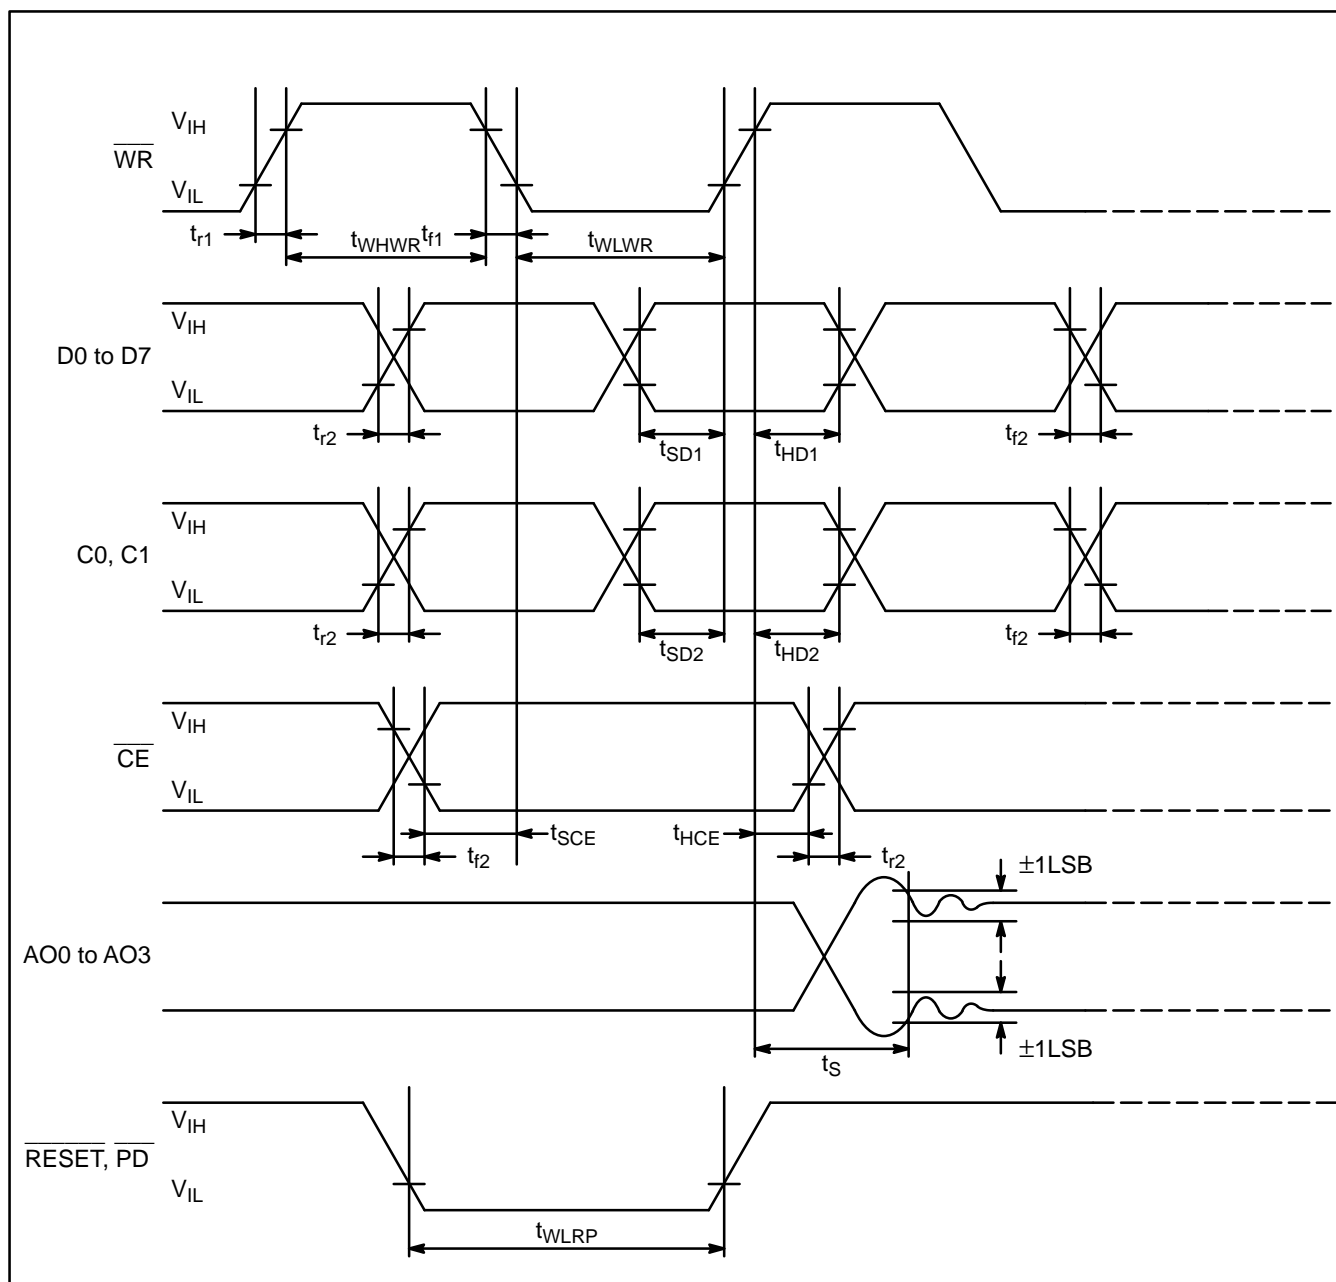 VIH
WR
VIL
tr1
tWHWR
tf1
tWLWR
VIH
D0 to D7
VIL
tr2
tSD1
tHD1
tf2
VIH
C0, C1
VIL
tr2
tSD2
tHD2
tf2
VIH
CE
VIL
tSCE
tHCE
tf2
tr2
±1LSB
AO0 to AO3
±1LSB
tS
VIH
RESET, PD
VIL
tWLRP